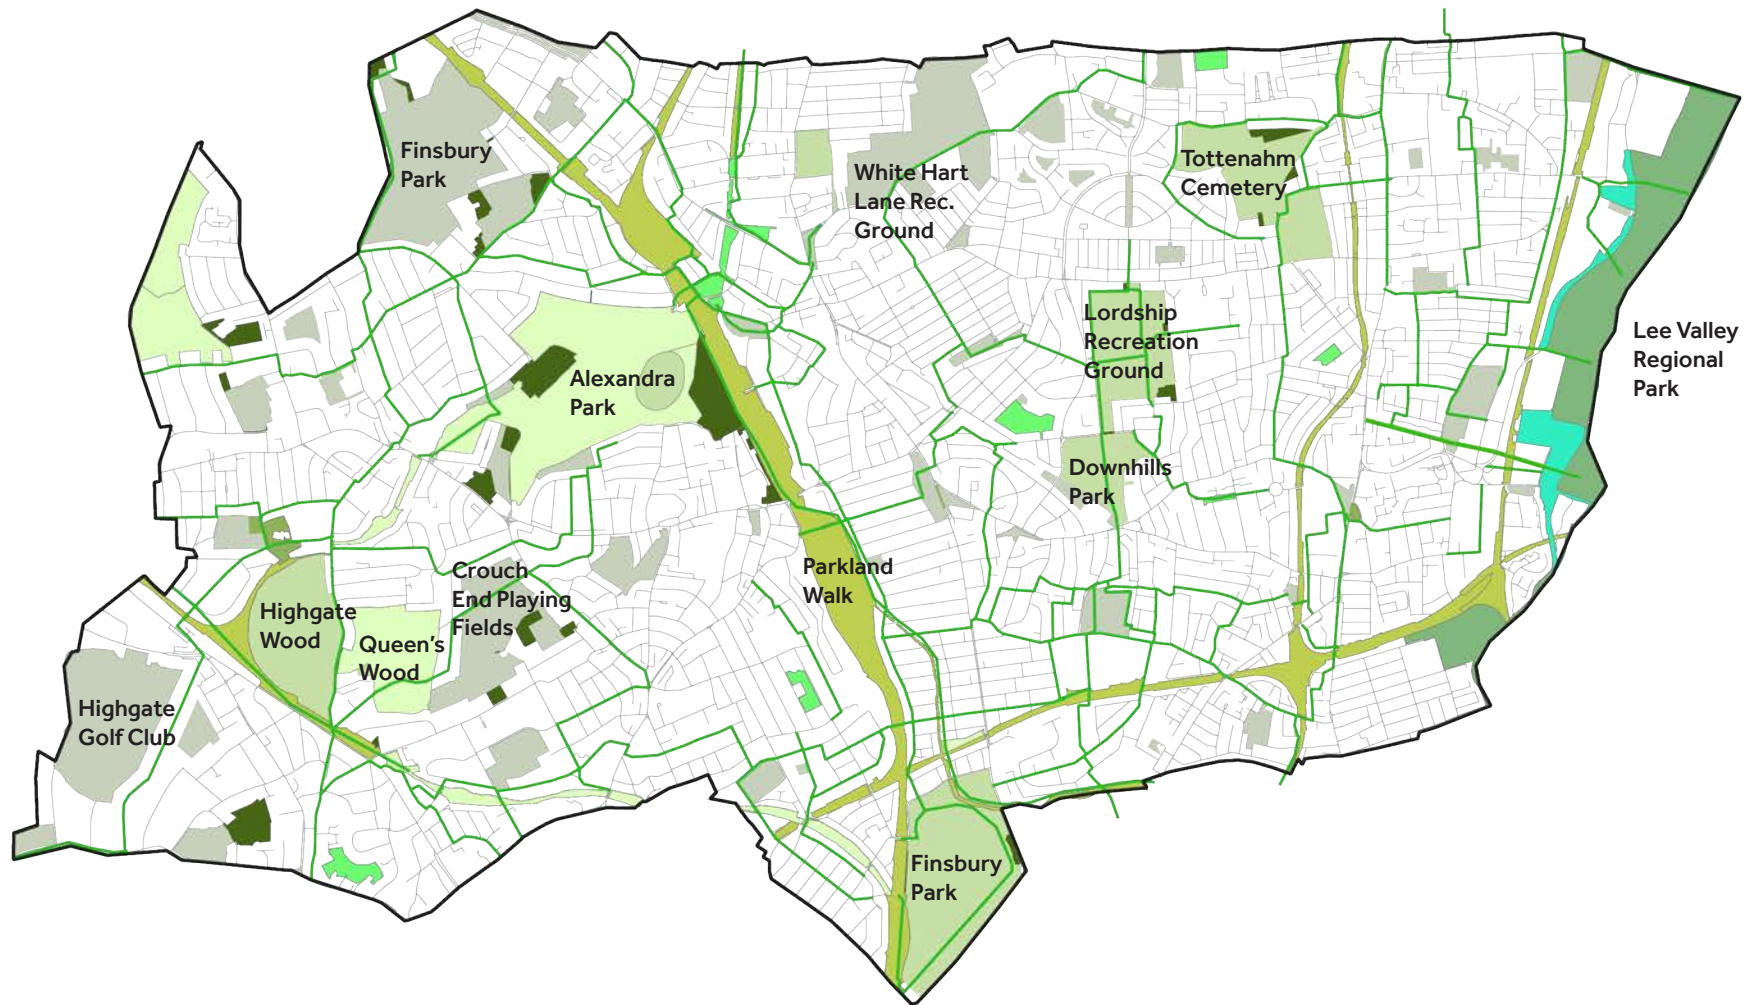 Finsbury
Park
White Hart
Lane Rec.
Ground
Tottenahm
Cemetery
Lordship
Recreation
Ground
Lee Valley
Regional
Park
Alexandra
Park
Downhills
Park
Crouch
End Playing
Fields
Parkland
Walk
Highgate
Wood
Queen's
Wood
Highgate
Golf Club
Finsbury
Park